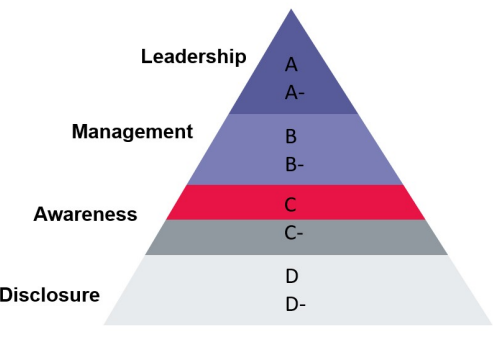 Leadership
A
A-
Management
B
B-
Awareness
C
C-
Disclosure
D
D-